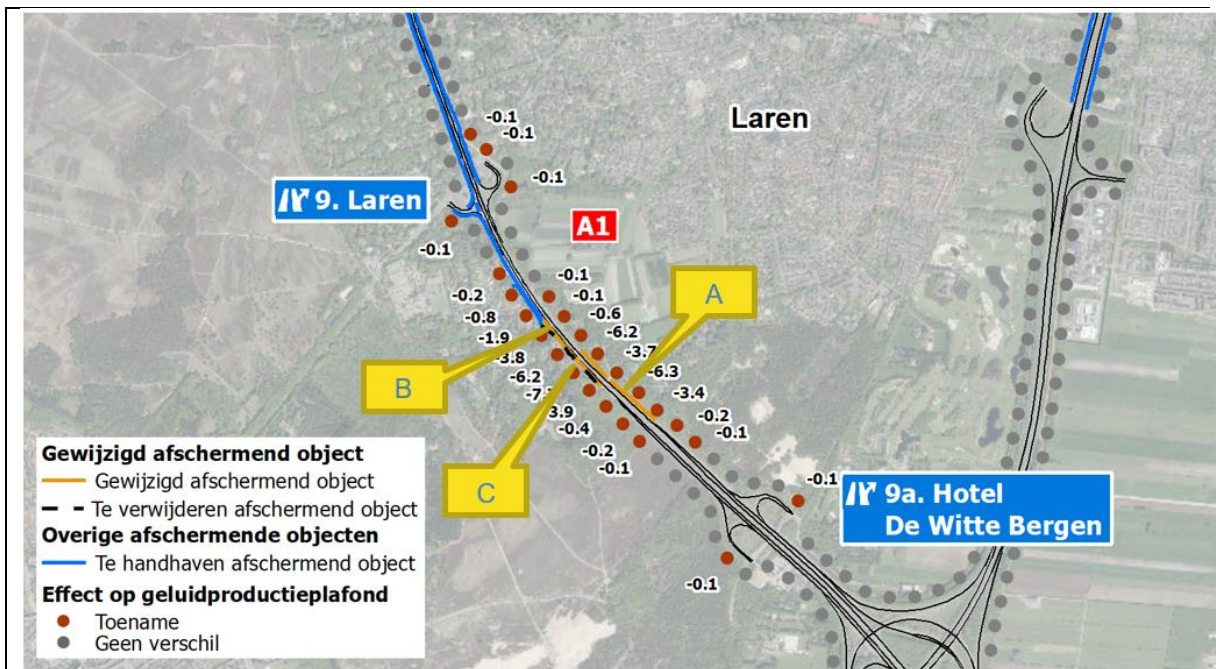 Laren
-0.1
-0.1
-0.1
9. Laren
A1
-0.1
-0.1
-0.1
-0.2
-0.6
-0.8
-6.2
-1.9
-6.3
-3.8
-3.4
-6.2
-0.2
3.9
-0.1
-0.4
-0.2
-0.1
-0.1
-0.1
A
B
C
9a. Hotel
De Witte Bergen
Gewijzigd afschermend object
Gewijzigd afschermend object
Te verwijderen afschermend object
Overige afschermende objecten
Te handhaven afschermend object
Effect op geluidproductieplafond
Toename
Geen verschil